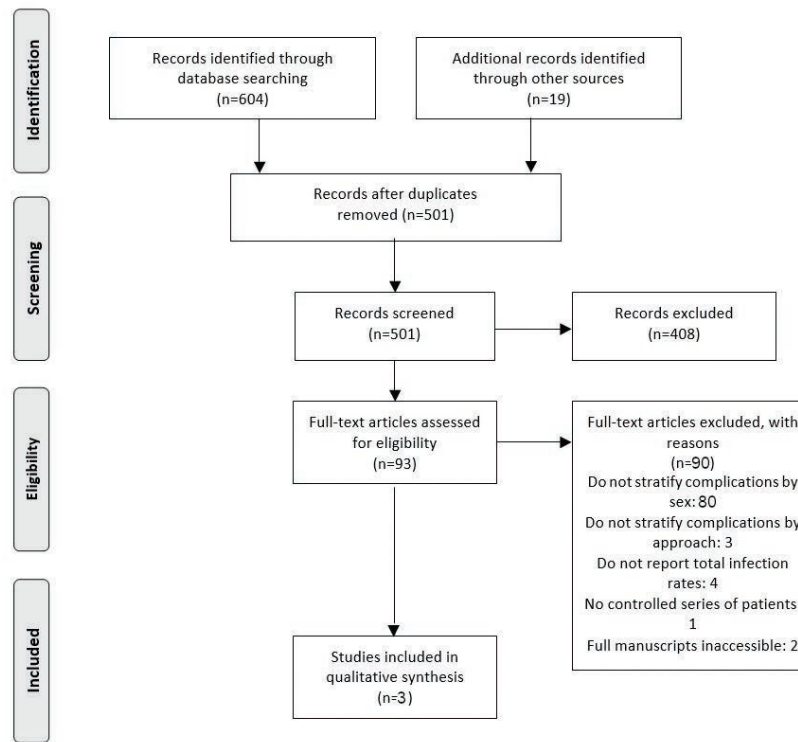 Identification
Records identified through
database searching
(n=604)
Additional records identified
through other sources
(n=19)
Records after duplicates
removed (n=501)
Screening
Records screened
(n=501)
Records excluded
(n=408)
Eligibility
Full-text articles assessed
for eligibility
(n=93)
Full-text articles excluded, with
reasons
(n=90)
Do not stratify complications by
sex: 80
Do not stratify complications by
approach: 3
Do not report total infection
rates: 4
No controlled series of patients
1
Full manuscripts inaccessible: 2
Included
Studies included in
qualitative synthesis
(n=3)